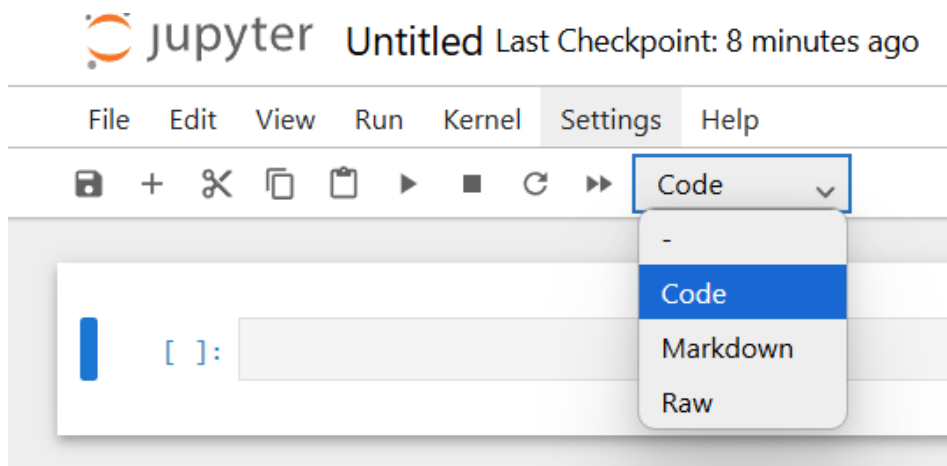 jupyter Untitled Last Checkpoint: 8 minutes ago
File Edit View Run Kernel Settings Help
Code
-
Code
[ ]:
Markdown
Raw